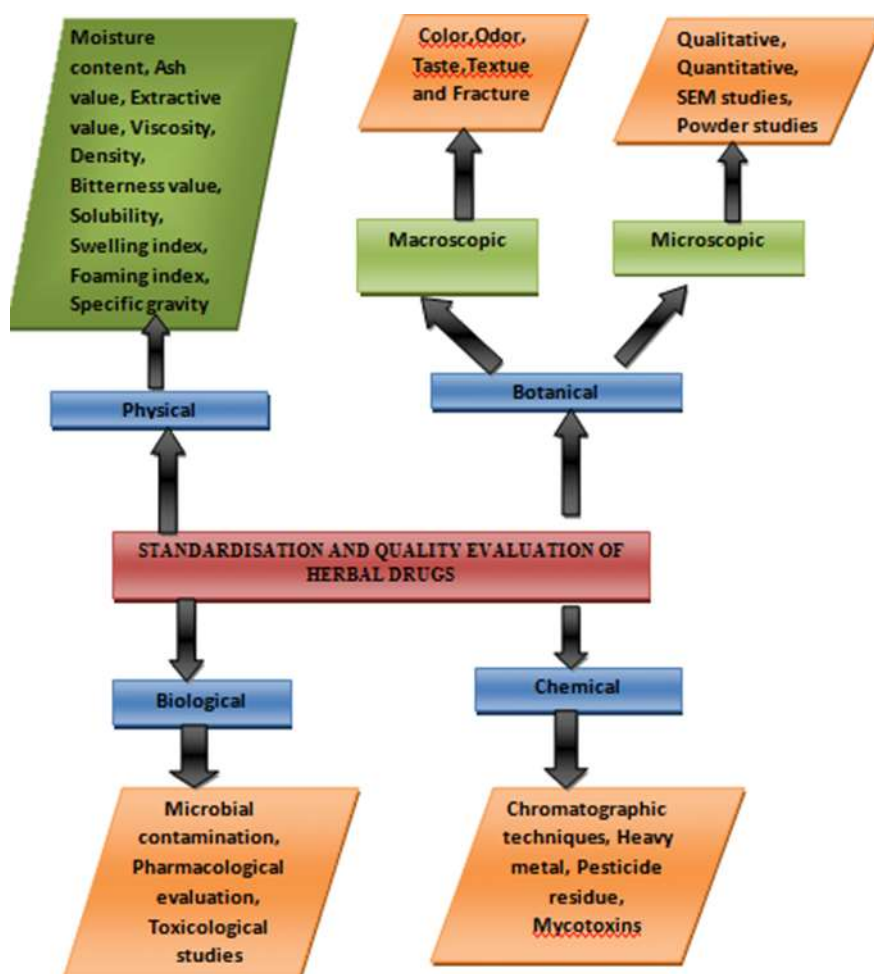 Moisture
content, Ash
value, Extractive
value, Viscosity,
Density,
Bitterness value,
Solubility,
Swelling index,
Foaming index,
Specific gravity
Color,Odor,
Taste,Textue
and Fracture
Qualitative,
Quantitative,
SEM studies,
Powder studies
Macroscopic
Microscopic
Physical
Botanical
STANDARDISATION AND QUALITY EVALUATION OF
HERBAL DRUGS
Biological
Chemical
Microbial
contamination,
Pharmacological
evaluation,
Toxicological
studies
Chromatographic
techniques, Heavy
metal, Pesticide
residue,
Mycotoxins